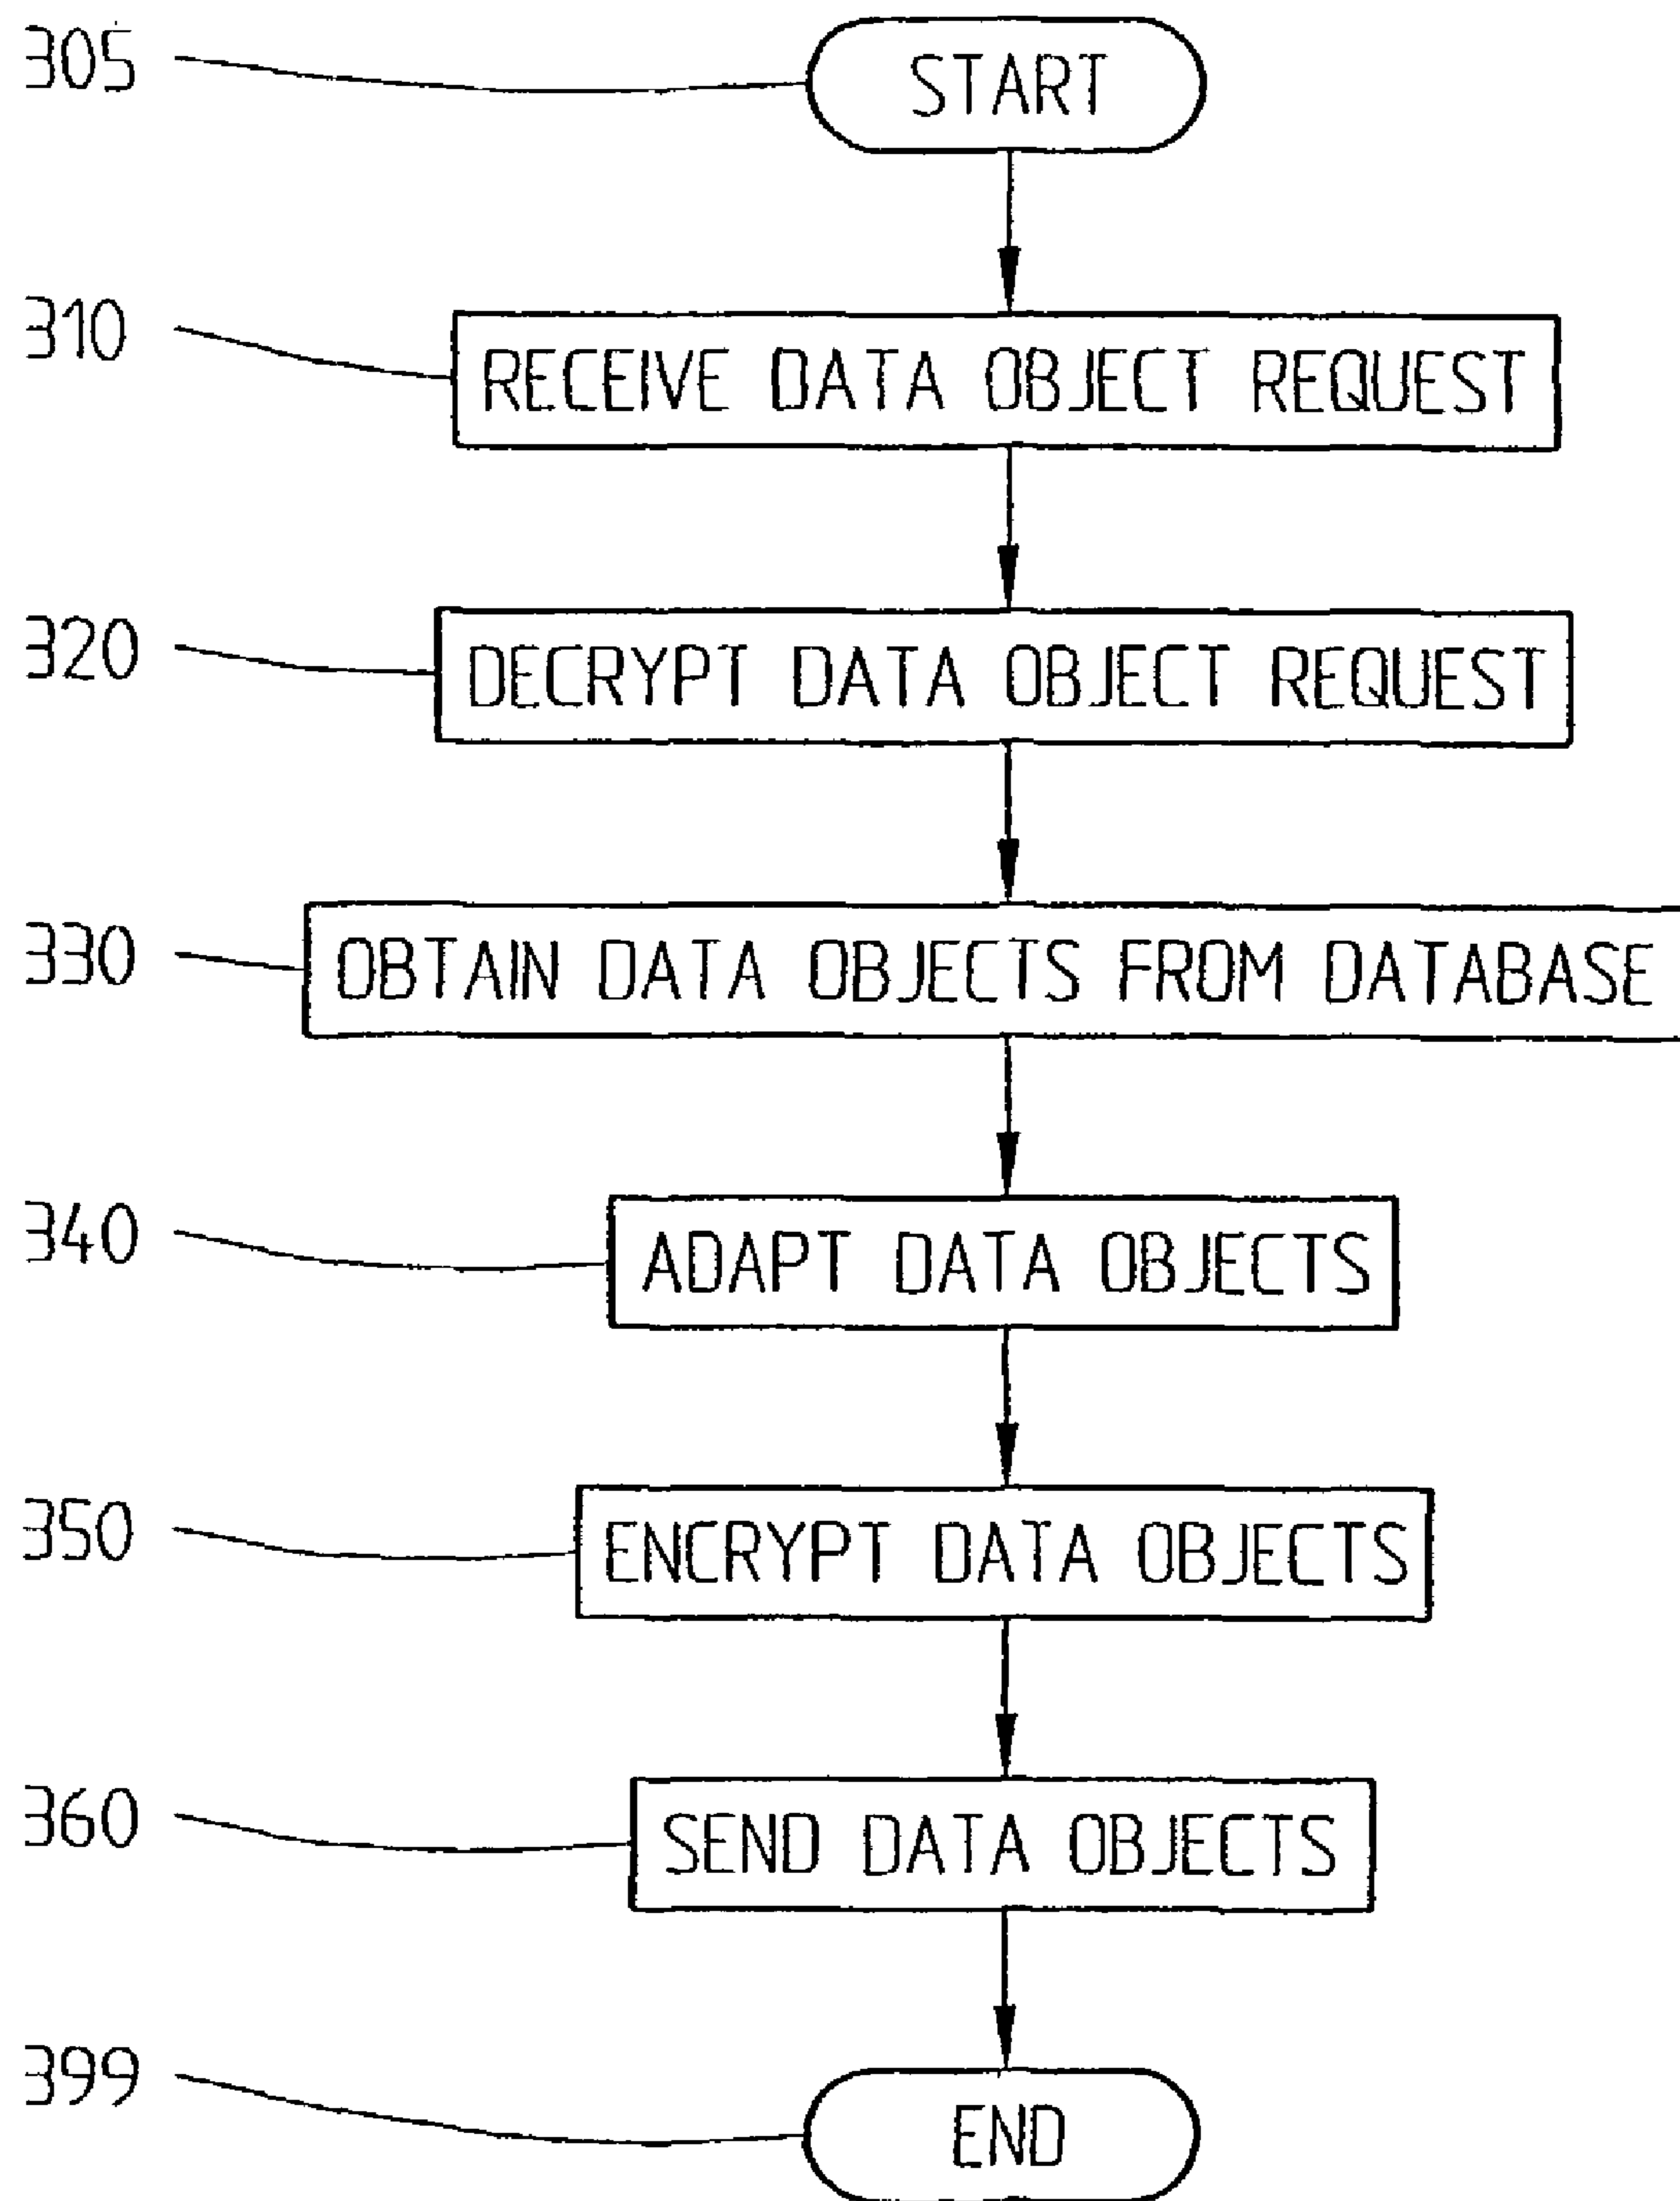 305 START
310 RECEIVE DATA OBJECT REQUEST
320 DECRYPT DATA OBJECT REQUEST
330 OBTAIN DATA OBJECTS FROM DATABASE
340 ADAPT DATA OBJECTS
350 ENCRYPT DATA OBJECTS
360 SEND DATA OBJECTS
399 END